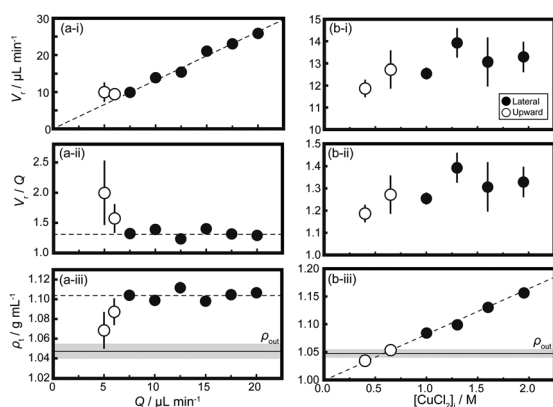 (a-i)
V_r / µL min⁻¹
30
20
10
0
(a-ii)
V_r / Q
2.5
2.0
1.5
1.0
(a-iii)
ρ_out
ρ_t / g mL⁻¹
1.12
1.10
1.08
1.06
1.04
1.02
0 5 10 15 20
Q / µL min⁻¹
(b-i)
15
14
13
12
11
10
Lateral
Upward
(b-ii)
1.5
1.4
1.3
1.2
1.1
1.0
(b-iii)
ρ_out
1.20
1.15
1.10
1.05
1.00
0.0 0.5 1.0 1.5 2.0
[CuCl₂]ᵢ / M